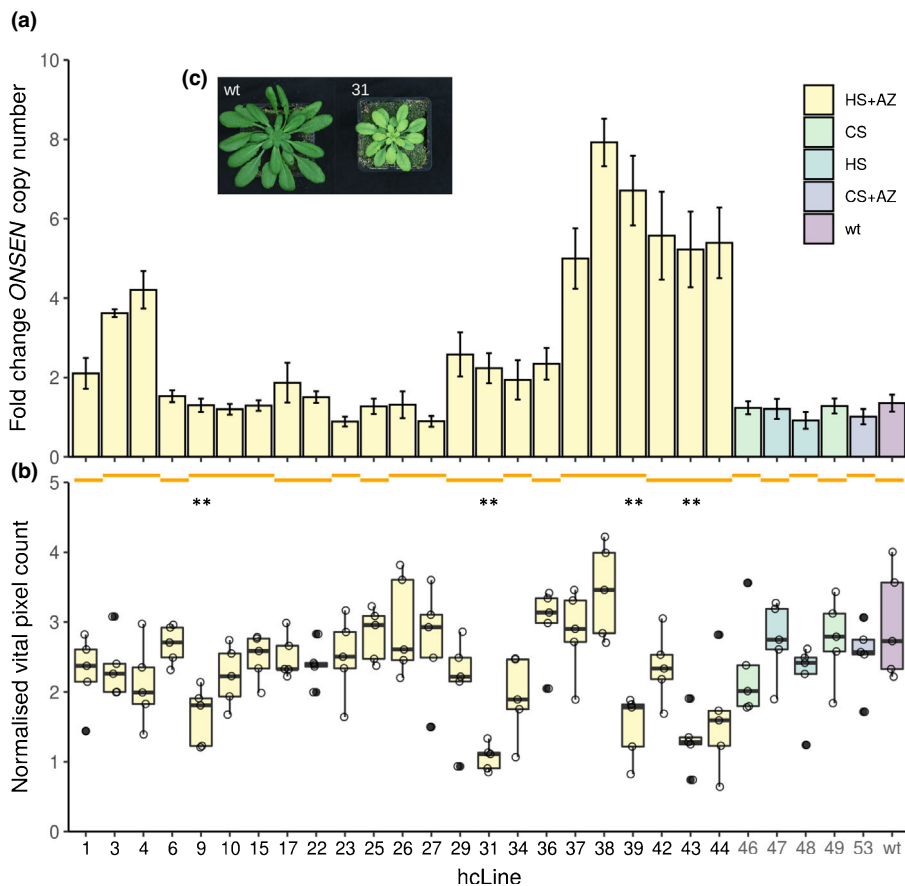 (a)
10
8
6
4
2
0
Fold change ONSEN copy number
(c)
wt
31
HS+AZ
CS
HS
CS+AZ
wt
(b)
5
4
3
2
1
0
Normalised vital pixel count
** ** ** **
1 3 4 6 9 10 15 17 22 23 25 26 27 29 31 34 36 37 38 39 42 43 44 46 47 48 49 53 wt
hcLine